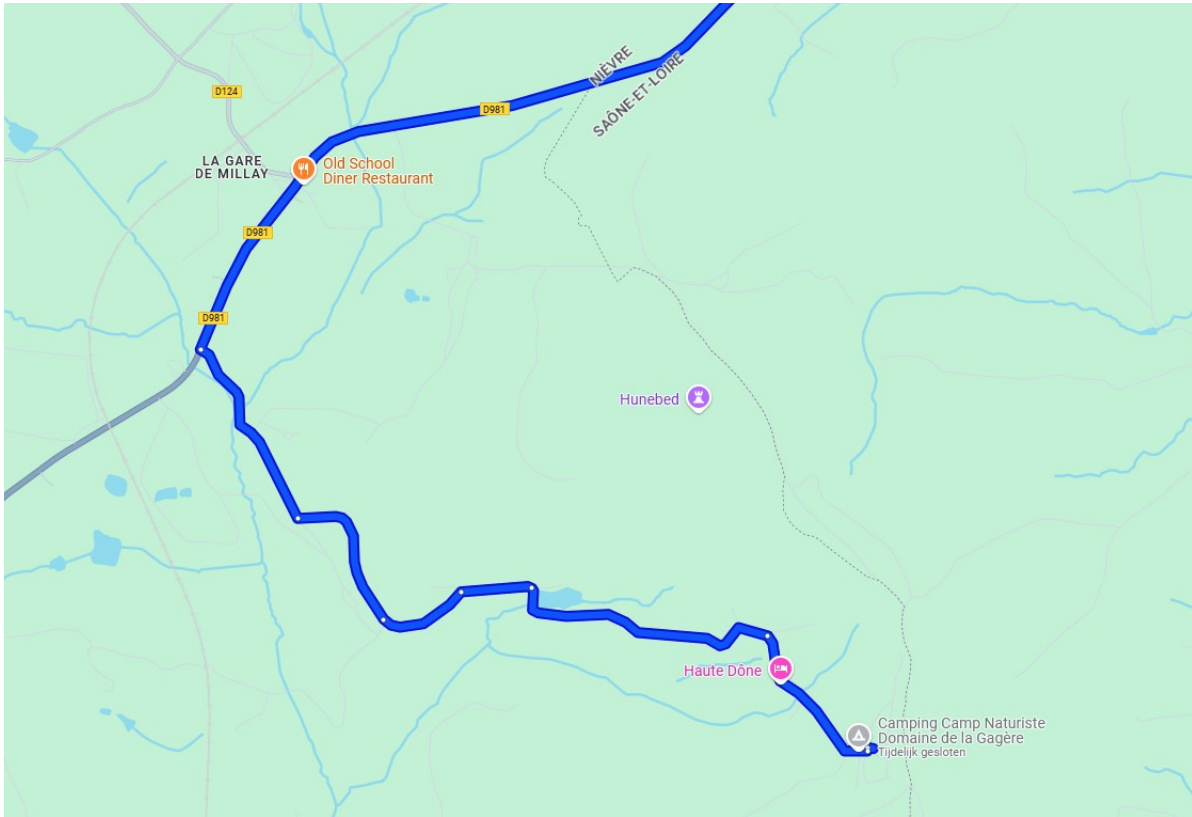 NIÈVRE
SAÔNE-ET-LOIRE
D124
D981
LA GARE
DE MILLAY
Old School
Diner Restaurant
D981
D981
Hunebed
Haute Dône
Camping Camp Naturiste
Domaine de la Gagère
Tijdelijk gesloten